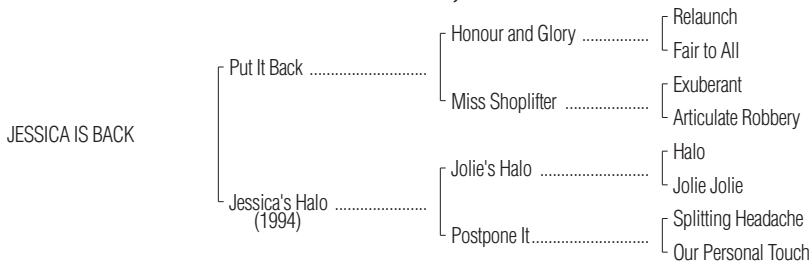 Relaunch
Honour and Glory ................
Fair to All
Put It Back ............................
Exuberant
Miss Shoplifter ....................
Articulate Robbery
JESSICA IS BACK
Halo
Jolie's Halo ..........................
Jolie Jolie
Jessica's Halo ......................
(1994)
Splitting Headache
Postpone It............................
Our Personal Touch